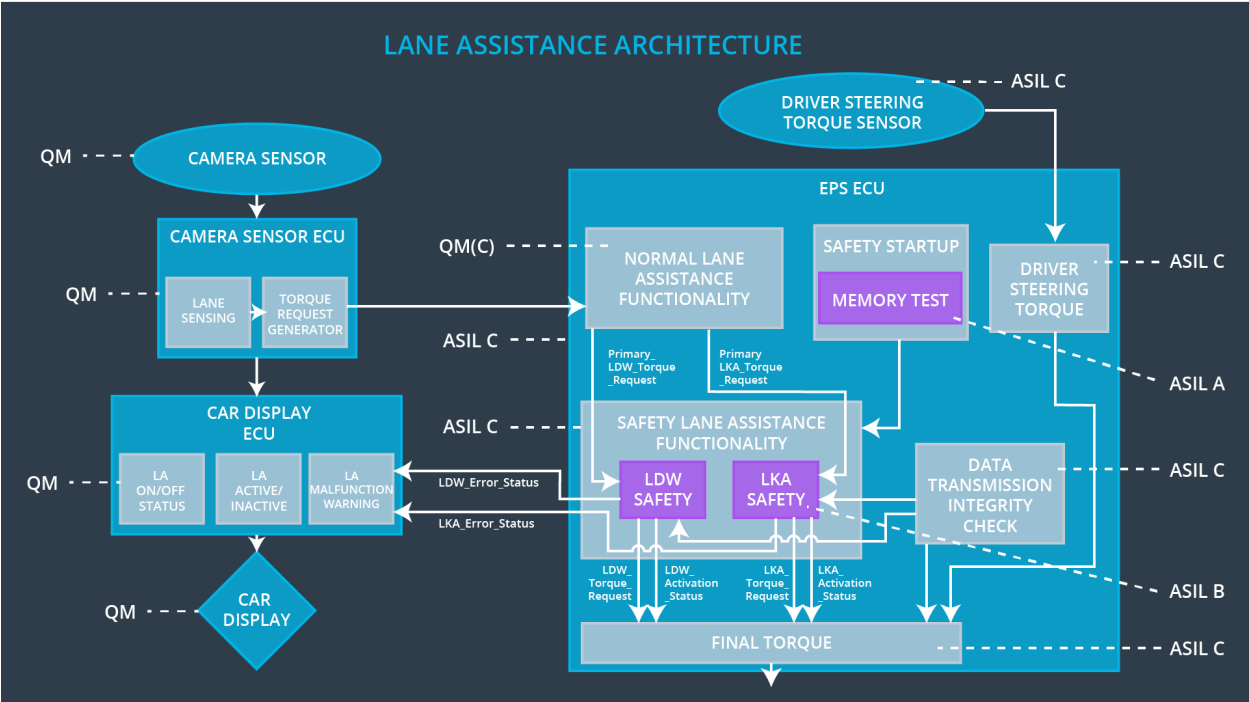 LANE ASSISTANCE ARCHITECTURE
ASIL C
DRIVER STEERING
TORQUE SENSOR
QM
CAMERA SENSOR
EPS ECU
CAMERA SENSOR ECU
QM(C)
NORMAL LANE
ASSISTANCE
FUNCTIONALITY
SAFETY STARTUP
MEMORY TEST
DRIVER
STEERING
TORQUE
ASIL C
QM
LANE
SENSING
TORQUE
REQUEST
GENERATOR
ASIL C
Primary_
LDW_Torque
_Request
Primary
LKA_Torque
_Request
ASIL A
CAR DISPLAY
ECU
ASIL C
SAFETY LANE ASSISTANCE
FUNCTIONALITY
QM
LA
ON/OFF
STATUS
LA
ACTIVE/
INACTIVE
LA
MALFUNCTION
WARNING
LDW_Error_Status
LKA_Error_Status
LDW
SAFETY
LKA
SAFETY
DATA
TRANSMISSION
INTEGRITY
CHECK
ASIL C
LDW_
Torque_
Request
LDW_
Activation
_Status
LKA_
Torque_
Request
LKA_
Activation
_Status
ASIL B
QM
CAR
DISPLAY
FINAL TORQUE
ASIL C